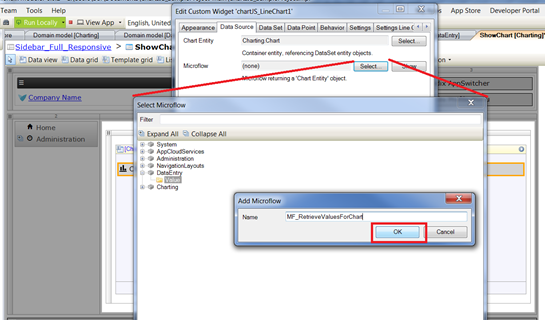 Edit Custom Widget 'chartJS_LineChart1'
Team Tools Help
App Store Developer Portal
Run Locally View App English, United
Domain model [Charting] Domain model [
ShowChart [Charting]
Sidebar_Full_Responsive > ShowChar
Data view Data grid Template grid List
Appearance Data Source Data Set Data Point Behavior Settings Settings Line C
Chart Entity Charting Chart Select...
Container entity, referencing DataSet entity objects.
Microflow (none) Select... Show
Microflow returning a 'Chart Entity' object.
AppSwitcher
Company Name
Select Microflow
Filter
Home
Administration
Expand All Collapse All
System
AppCloudServices
Administration
NavigationLayouts
DataEntry
Value
Charting
Add Microflow
Name MF_RetrieveValuesForChart
OK Cancel